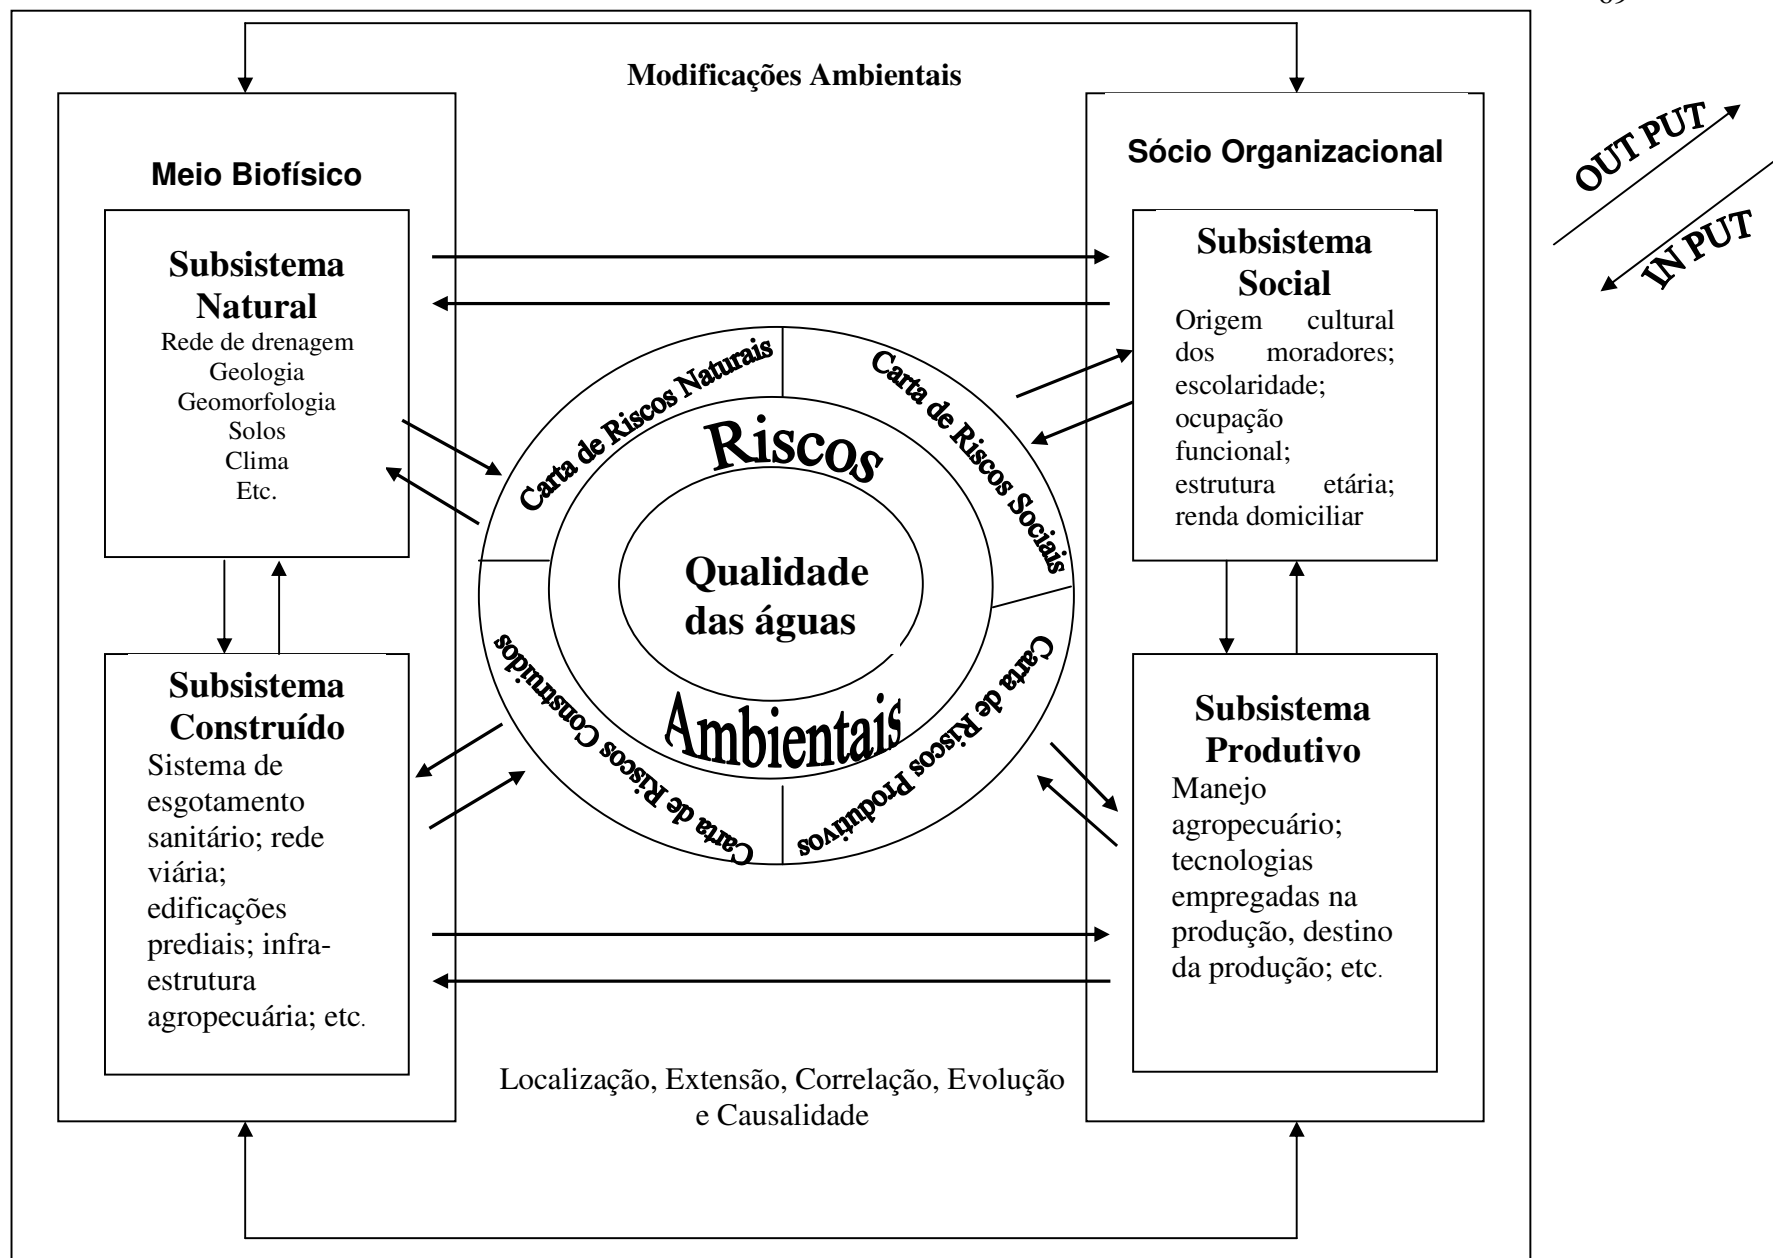 Modificações Ambientais
Meio Biofísico
Subsistema
Natural
Rede de drenagem
Geologia
Geomorfologia
Solos
Clima
Etc.
Subsistema
Construído
Sistema de
esgotamento
sanitário; rede
viária;
edificações
prediais; infra-
estrutura
agropecuária; etc.
Carta de Riscos Naturais
Carta de Riscos Sociais
Riscos
Qualidade
das águas
Ambientais
Carta de Riscos Construídos
Carta de Riscos Produtivos
Localização, Extensão, Correlação, Evolução
e Causalidade
Sócio Organizacional
Subsistema
Social
Origem cultural
dos moradores;
escolaridade;
ocupação
funcional;
estrutura etária;
renda domiciliar
Subsistema
Produtivo
Manejo
agropecuário;
tecnologias
empregadas na
produção, destino
da produção; etc.
OUT PUT
IN PUT